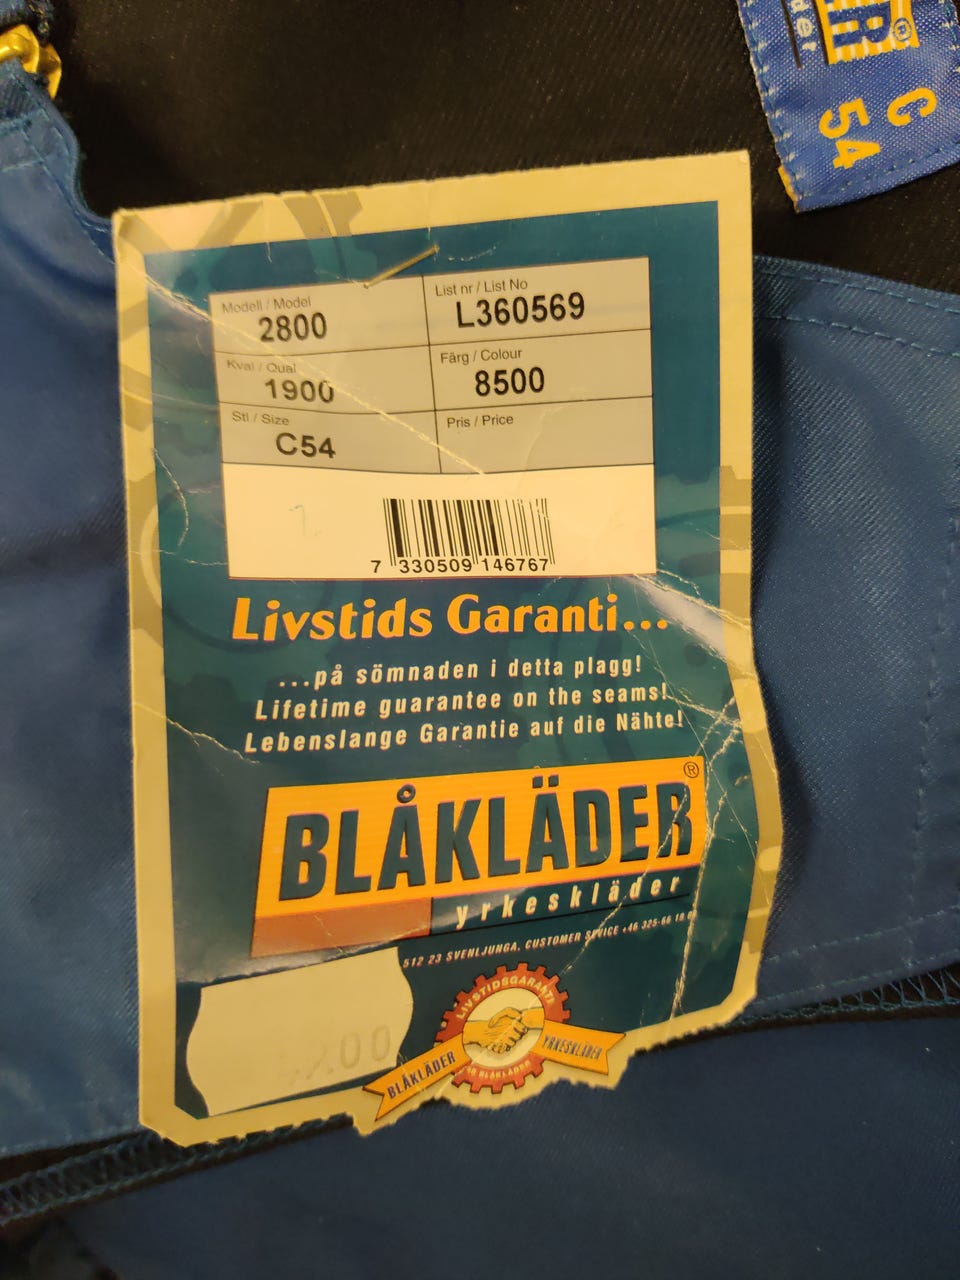 C
54
Modell / Model
2800
List nr / List No
L360569
Kval / Qual
1900
Färg / Colour
8500
Stl / Size
C54
Pris / Price
7 330509 146767
Livstids Garanti...
...på sömnaden i detta plagg!
Lifetime guarantee on the seams!
Lebenslange Garantie auf die Nähte!
BLÅKLÄDER®
yrkeskläder
512 23 SVENLJUNGA, CUSTOMER SERVICE +46 325-66 18
LIVSTIDSGARANTI
BLÅKLÄDER
YRKESKLÄDER
AB BLÅKLÄDER